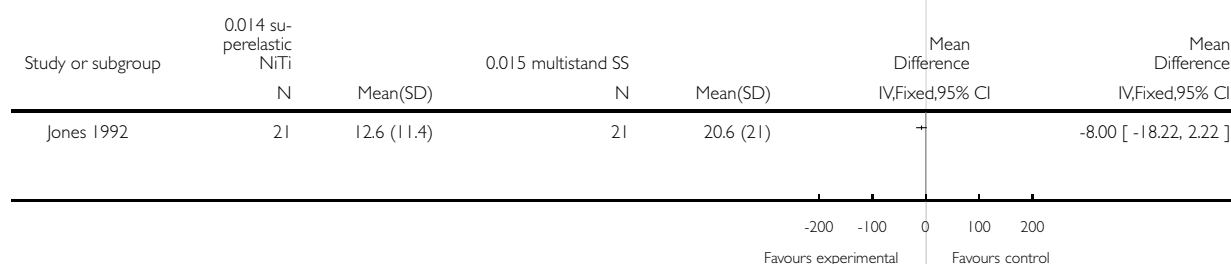 0.014 su-
perelastic
Study or subgroup NiTi 0.015 multistand SS Mean Difference Mean Difference
N Mean(SD) N Mean(SD) IV,Fixed,95% CI IV,Fixed,95% CI
Jones 1992 21 12.6 (11.4) 21 20.6 (21) -8.00 [ -18.22, 2.22 ]
-200 -100 0 100 200
Favours experimental Favours control